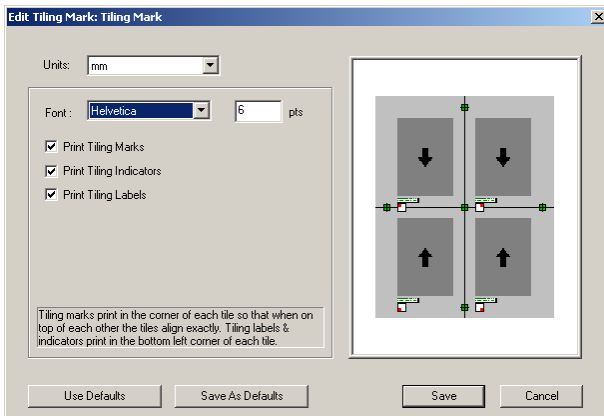 Edit Tiling Mark: Tiling Mark
Units: mm
Font : Helvetica 6 pts
Print Tiling Marks
Print Tiling Indicators
Print Tiling Labels
Tiling marks print in the corner of each tile so that when on
top of each other the tiles align exactly. Tiling labels &
indicators print in the bottom left corner of each tile.
Use Defaults Save As Defaults Save Cancel